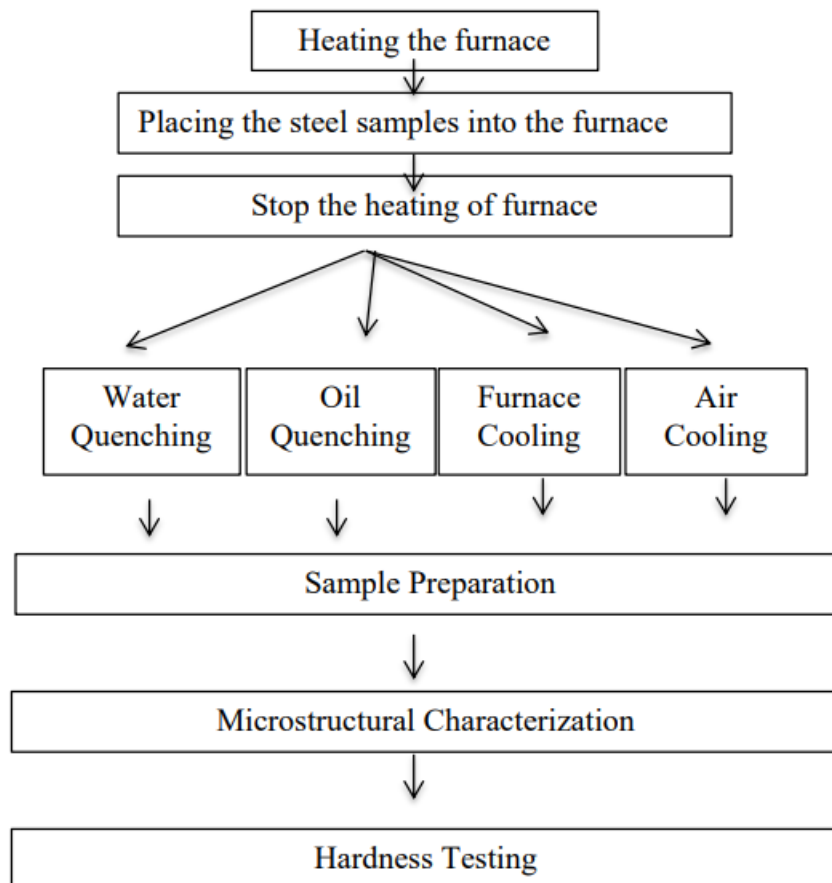 Heating the furnace
Placing the steel samples into the furnace
Stop the heating of furnace
Water
Quenching
Oil
Quenching
Furnace
Cooling
Air
Cooling
Sample Preparation
Microstructural Characterization
Hardness Testing